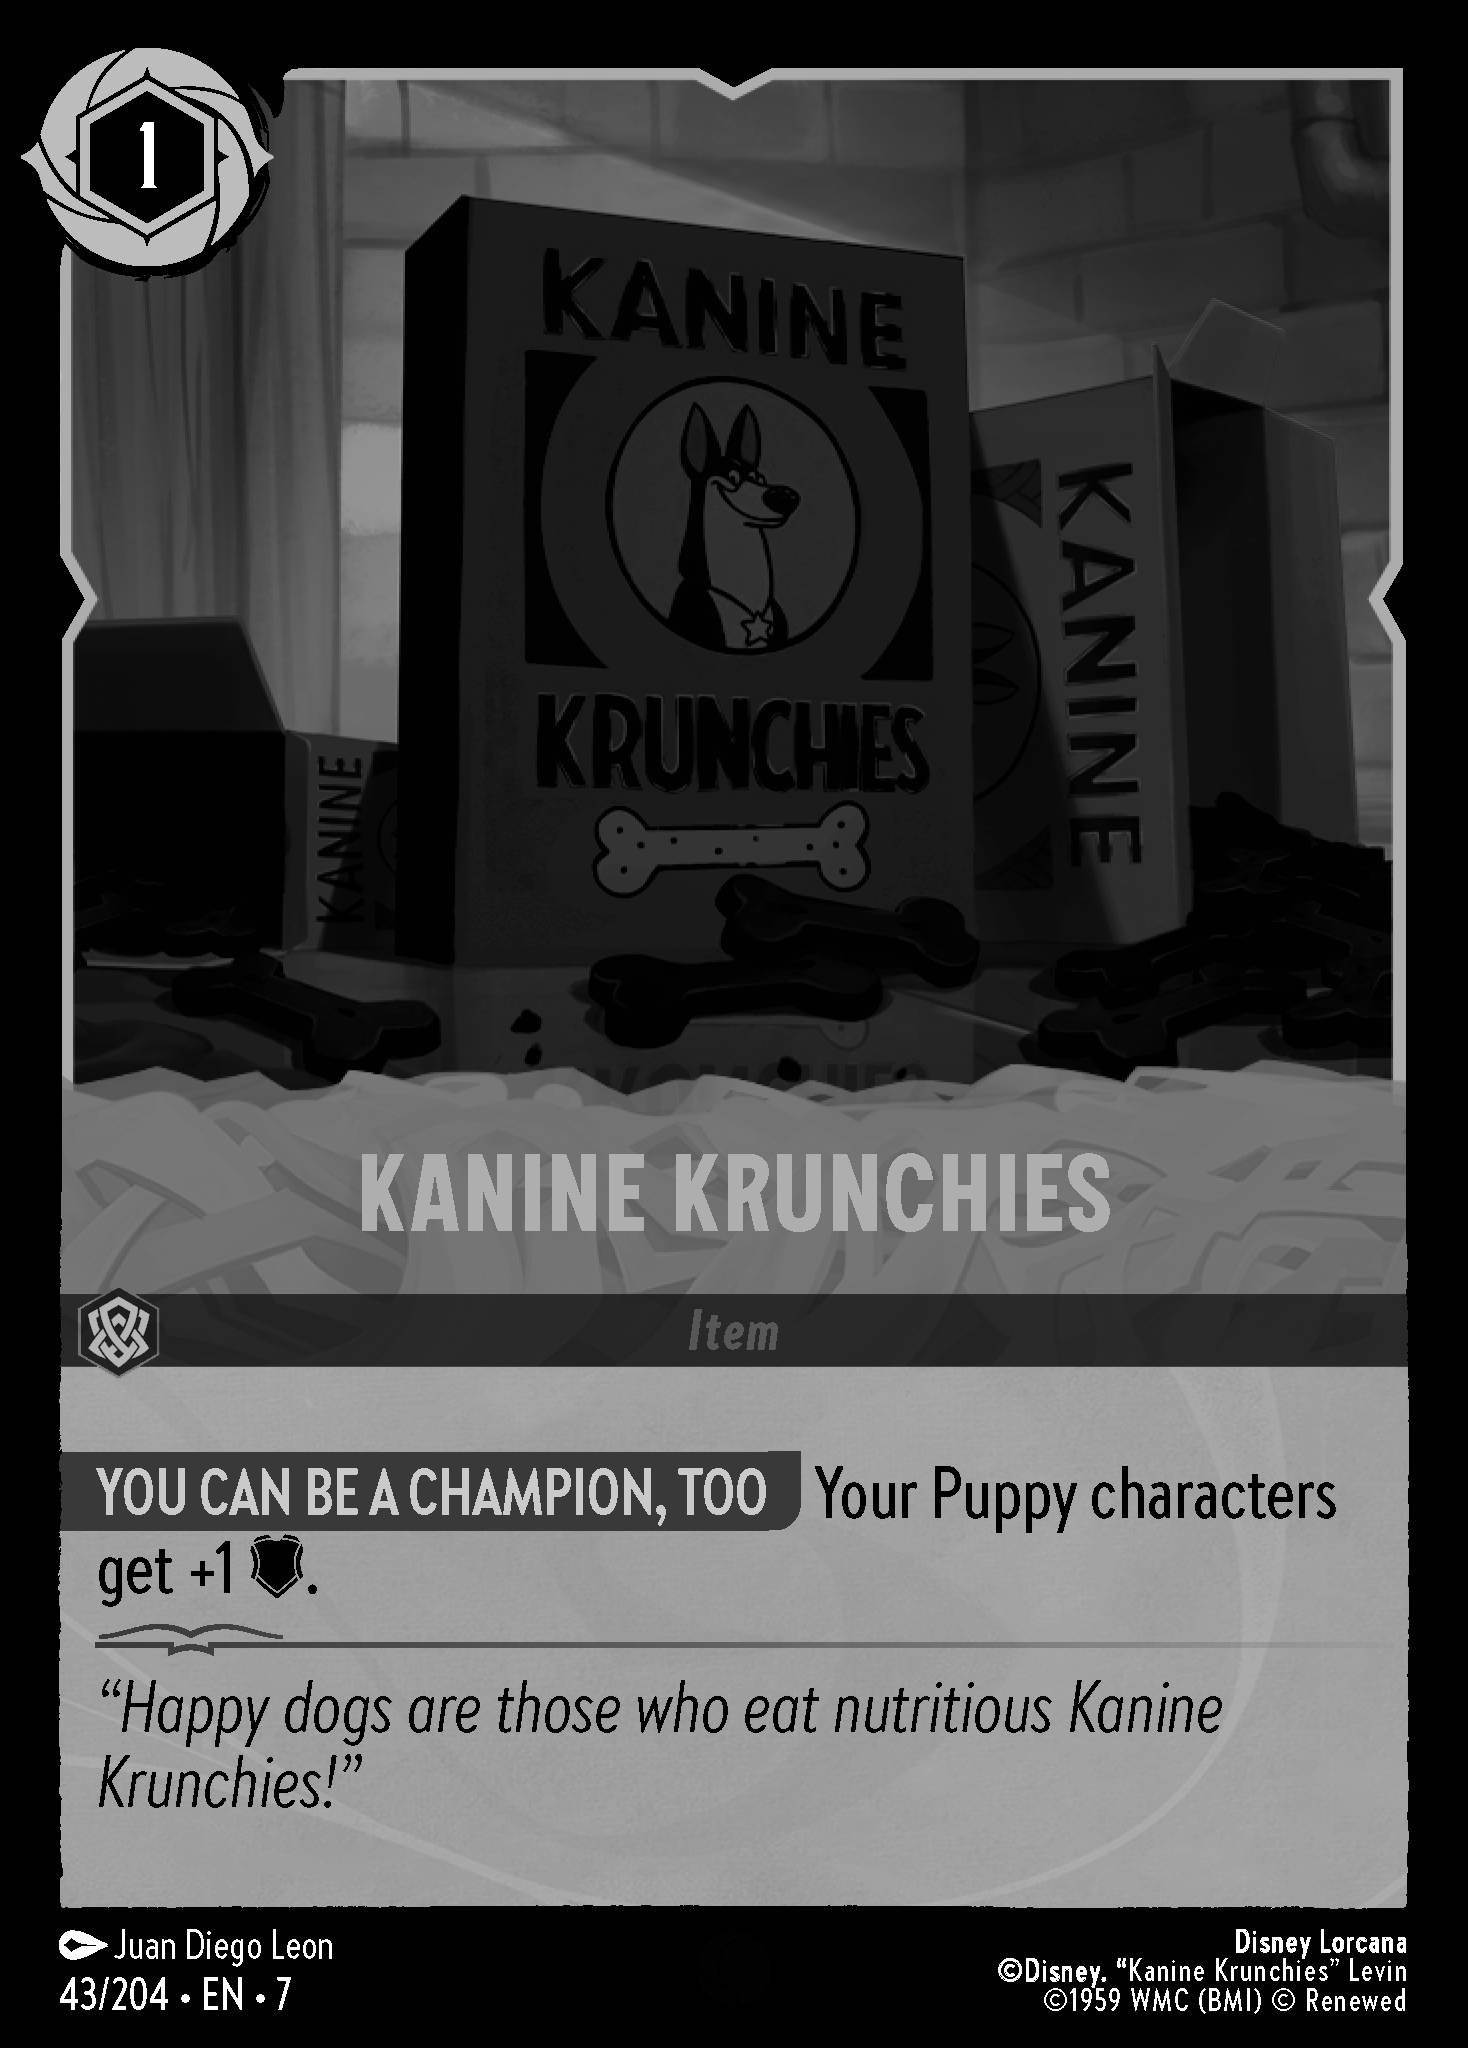 1
KANINE
KRUNCHIES
KANINE
KANINE
KANINE KRUNCHIES
Item
YOU CAN BE A CHAMPION, TOO Your Puppy characters
get +1 .
“Happy dogs are those who eat nutritious Kanine
Krunchies!”
Juan Diego Leon
43/204 • EN • 7
Disney Lorcana
©Disney. “Kanine Krunchies” Levin
©1959 WMC (BMI) © Renewed